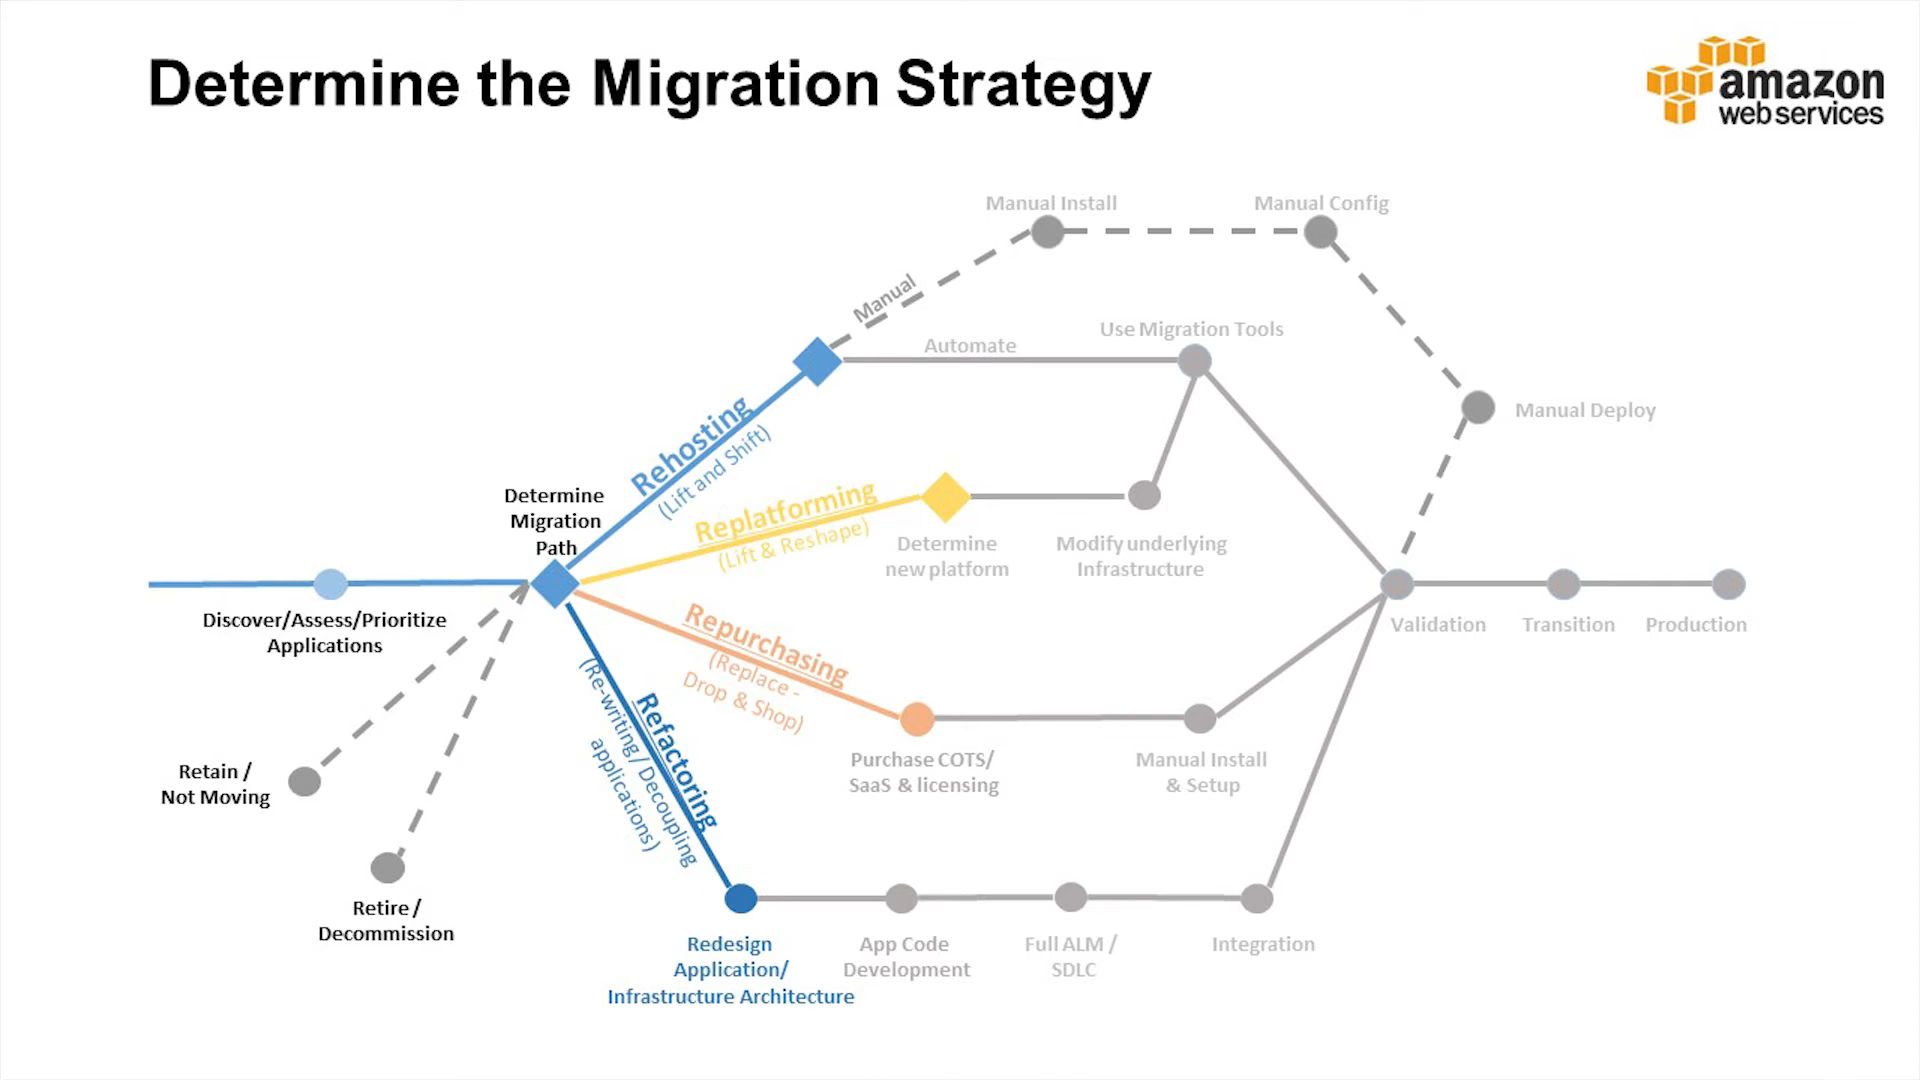 Determine the Migration Strategy
amazon
web services
Manual Install
Manual Config
Manual
Use Migration Tools
Automate
Manual Deploy
Rehosting
(Lift and Shift)
Determine
Migration
Path
Replatforming
(Lift & Reshape)
Determine
new platform
Modify underlying
Infrastructure
Discover/Assess/Prioritize
Applications
Repurchasing
(Replace -
Drop & Shop)
Validation
Transition
Production
Refactoring
(Re-writing/Decoupling
applications)
Purchase COTS/
SaaS & licensing
Manual Install
& Setup
Retain /
Not Moving
Retire /
Decommission
Redesign
Application/
Infrastructure Architecture
App Code
Development
Full ALM /
SDLC
Integration